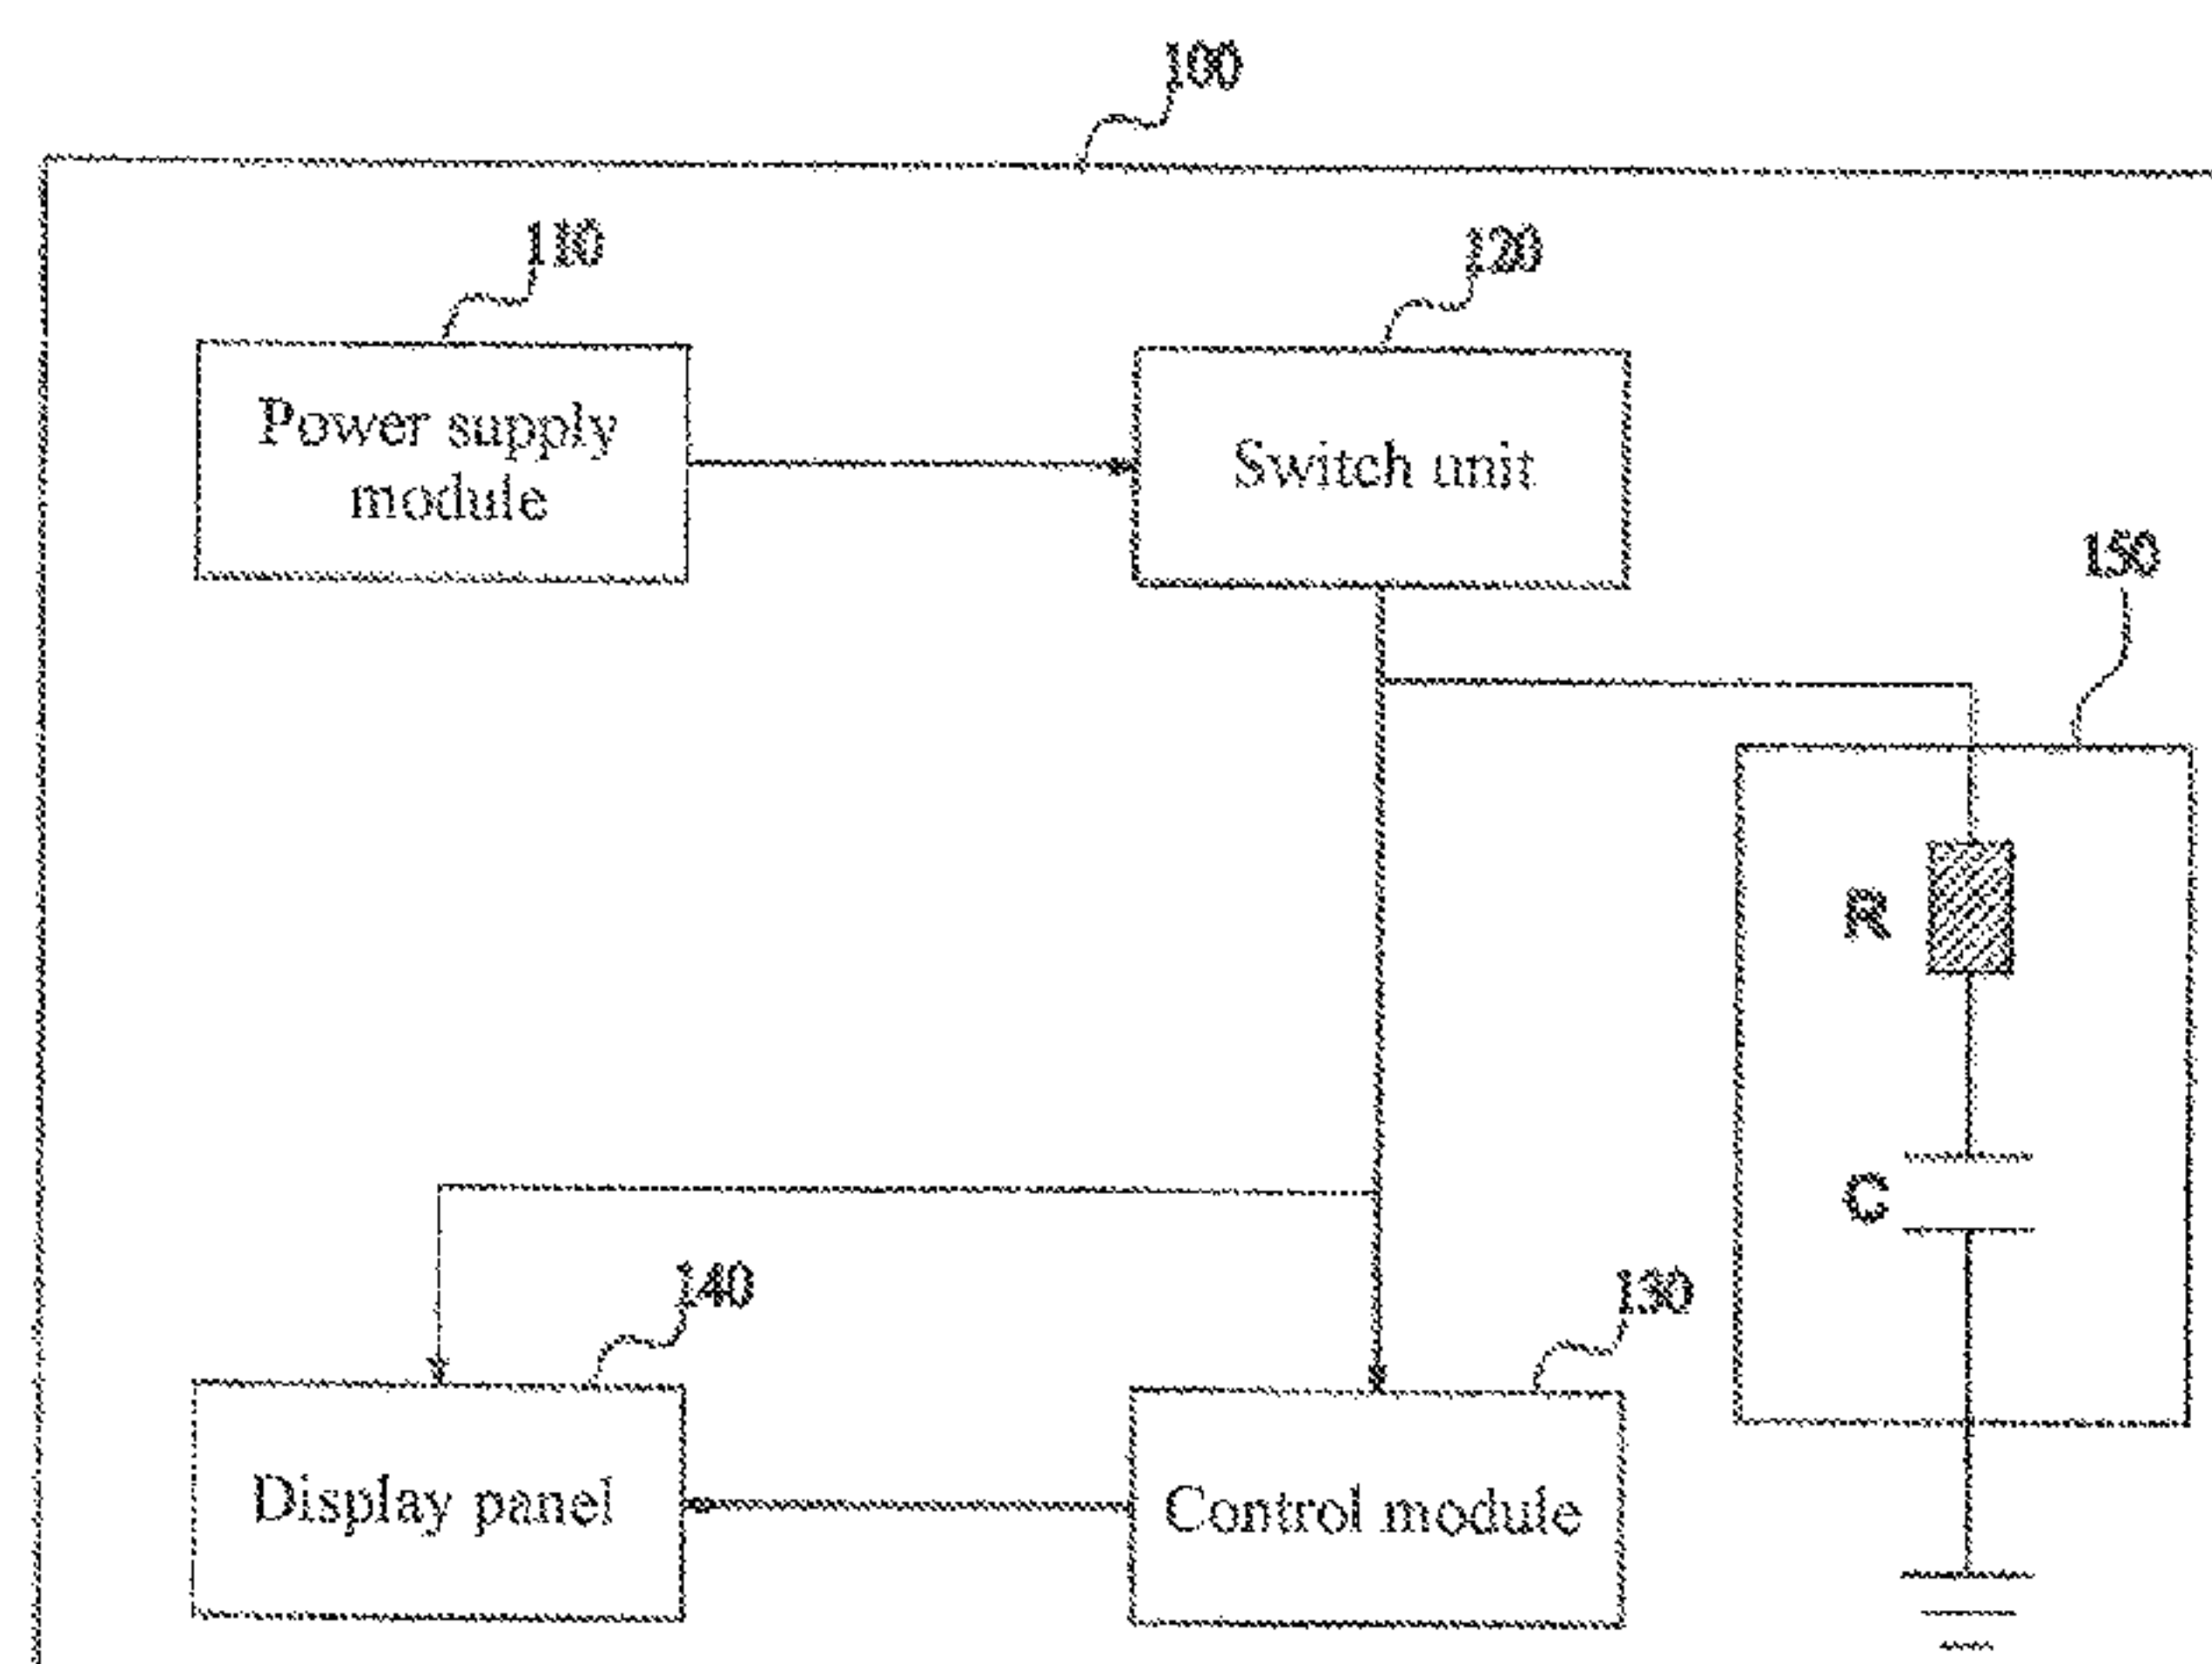 100
110
120
Power supply
module
Switch unit
150
R
C
140
130
Display panel
Control module